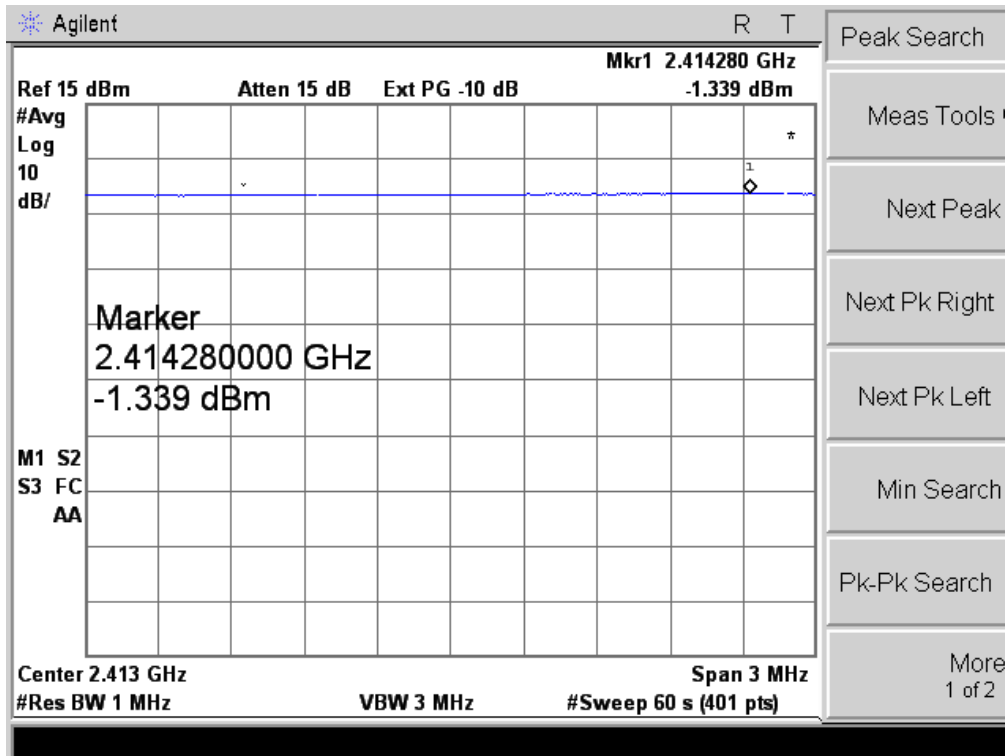 Agilent R T
Mkr1 2.414280 GHz
Ref 15 dBm Atten 15 dB Ext PG -10 dB -1.339 dBm
#Avg
Log
10
dB/
*
1
Marker
2.414280000 GHz
-1.339 dBm
M1 S2
S3 FC
AA
Center 2.413 GHz Span 3 MHz
#Res BW 1 MHz VBW 3 MHz #Sweep 60 s (401 pts)
Peak Search
Meas Tools
Next Peak
Next Pk Right
Next Pk Left
Min Search
Pk-Pk Search
More
1 of 2